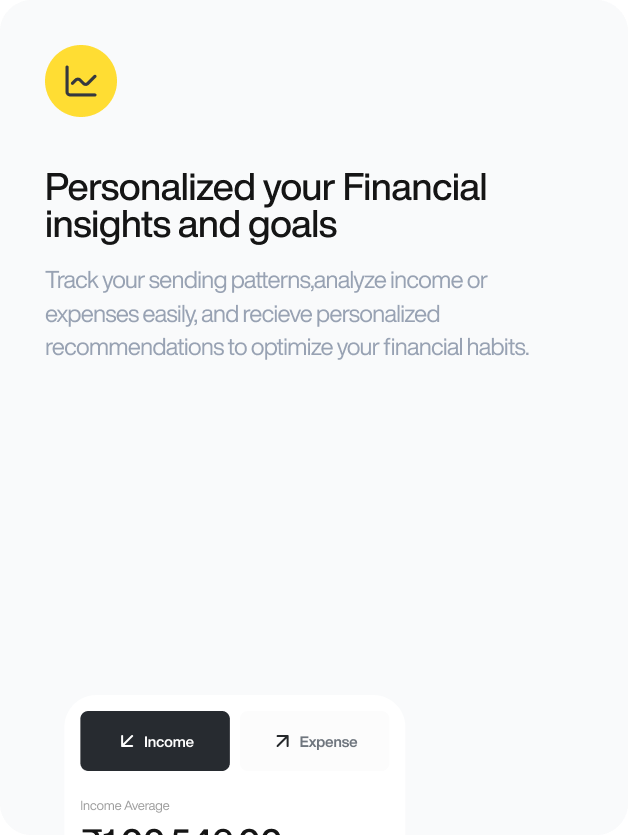 Personalized your Financial
insights and goals
Track your sending patterns,analyze income or
expenses easily, and recieve personalized
recommendations to optimize your financial habits.
Income
Expense
Income Average